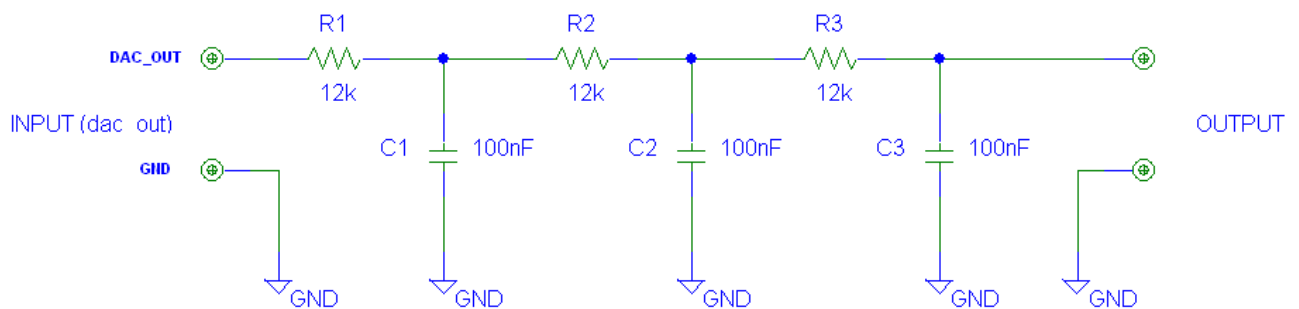 R1
R2
R3
DAC_OUT
12k
12k
12k
INPUT (dac out)
OUTPUT
C1
100nF
C2
100nF
C3
100nF
GND
GND
GND
GND
GND
GND